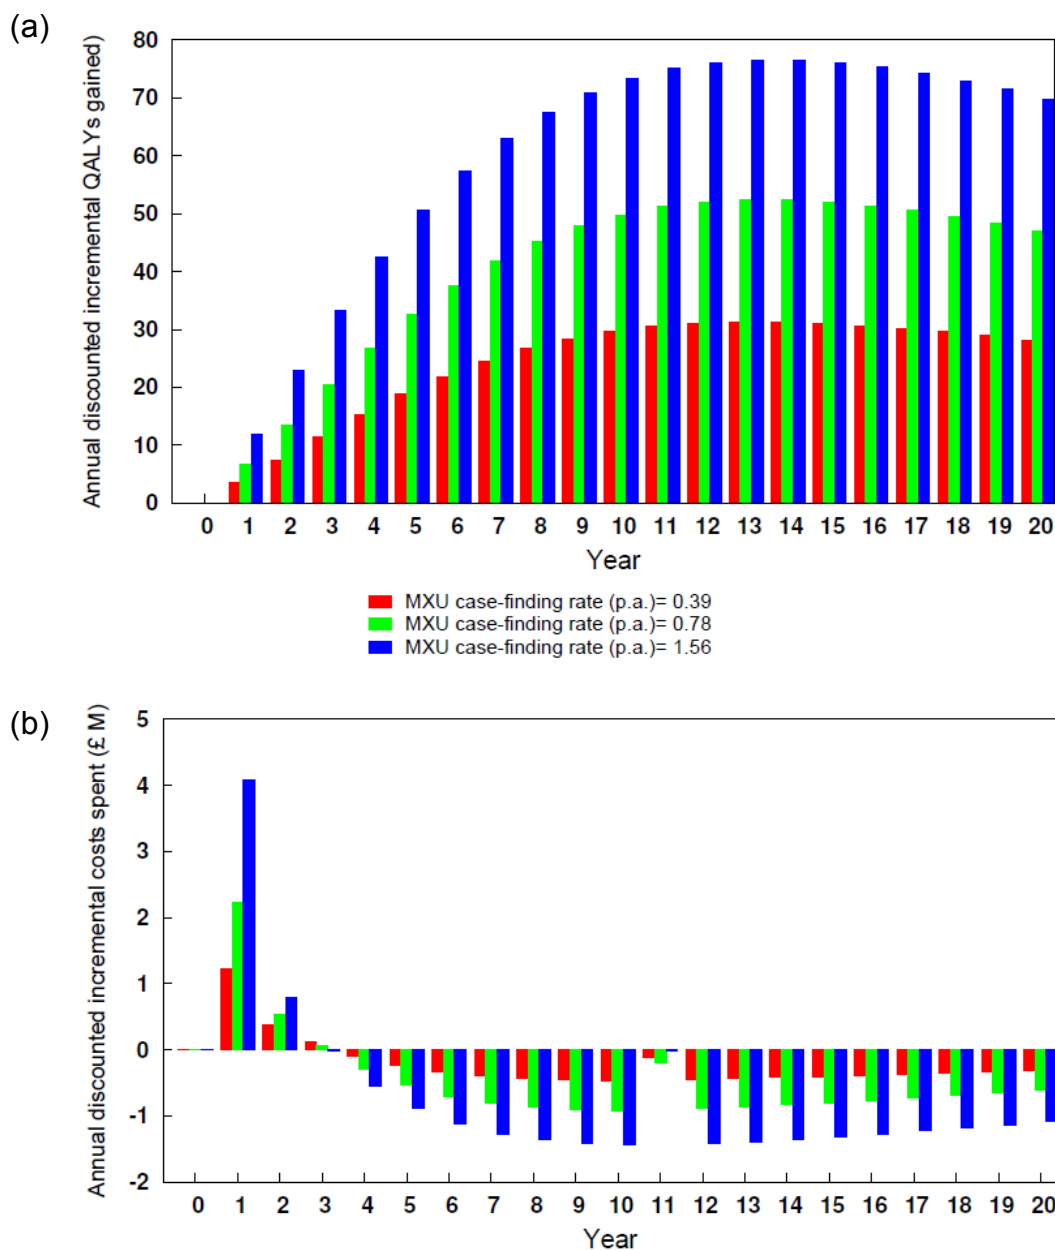 (a)
Annual discounted incremental QALYs gained)
80
70
60
50
40
30
20
10
0
0 1 2 3 4 5 6 7 8 9 10 11 12 13 14 15 16 17 18 19 20
Year
MXU case-finding rate (p.a.)= 0.39
MXU case-finding rate (p.a.)= 0.78
MXU case-finding rate (p.a.)= 1.56
(b)
Annual discounted incremental costs spent (£ M)
5
4
3
2
1
0
-1
-2
0 1 2 3 4 5 6 7 8 9 10 11 12 13 14 15 16 17 18 19 20
Year